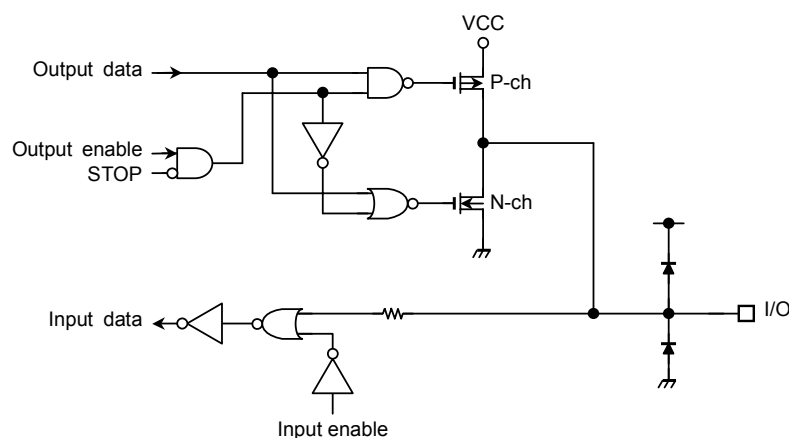 VCC
Output data
P-ch
Output enable
STOP
N-ch
Input data
I/O
Input enable